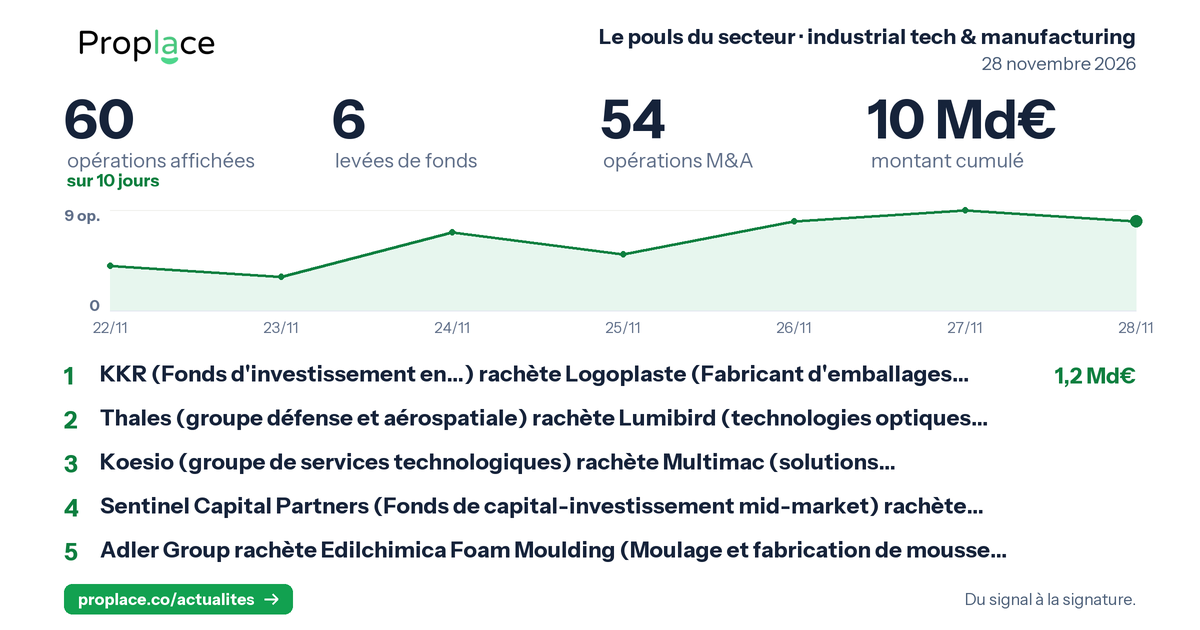 Proplace
Le pouls du secteur · industrial tech & manufacturing
28 novembre 2026
60
opérations affichées
sur 10 jours
6
levées de fonds
54
opérations M&A
10 Md€
montant cumulé
9 op.
0
22/11 23/11 24/11 25/11 26/11 27/11 28/11
1 KKR (Fonds d'investissement en...) rachète Logoplaste (Fabricant d'emballages... 1,2 Md€
2 Thales (groupe défense et aérospatiale) rachète Lumibird (technologies optiques...
3 Koesio (groupe de services technologiques) rachète Multimac (solutions...
4 Sentinel Capital Partners (Fonds de capital-investissement mid-market) rachète...
5 Adler Group rachète Edilchimica Foam Moulding (Moulage et fabrication de mousse...
proplace.co/actualites →
Du signal à la signature.